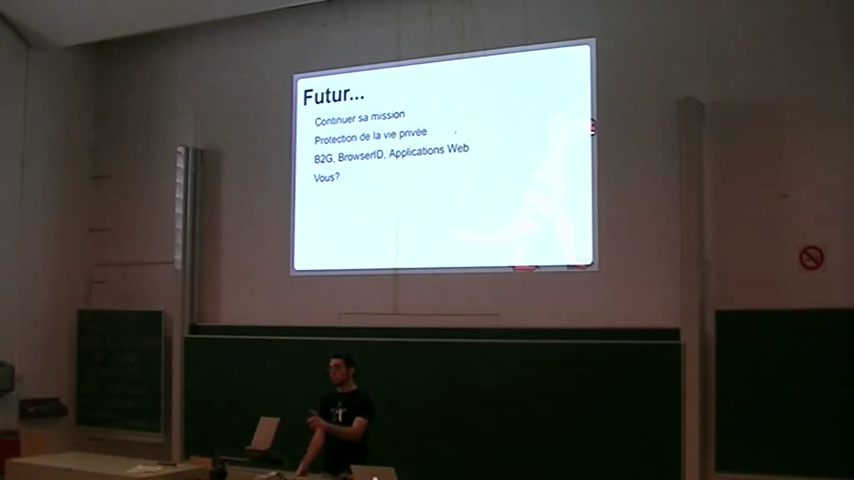 Futur...
Continuer sa mission
Protection de la vie privée
B2G, BrowserID, Applications Web
Vous?